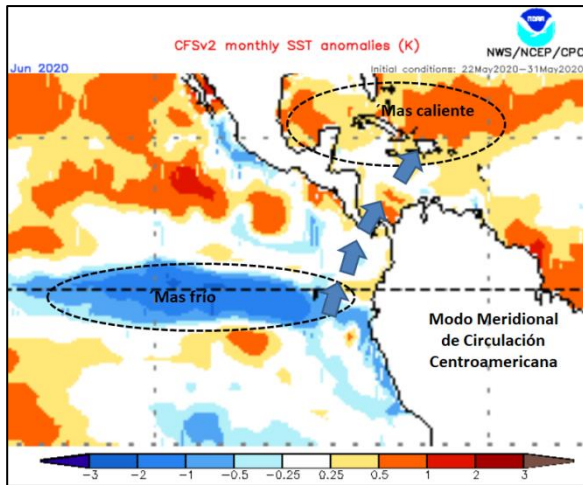 NOAA
CFSv2 monthly SST anomalies (K)
NWS/NCEP/CPC
Jun 2020
Initial conditions: 22May2020-31May2020
´Mas caliente
Mas frio
Modo Meridional
de Circulación
Centroamericana
-3 -2 -1 -0.5 -0.25 0.25 0.5 1 2 3